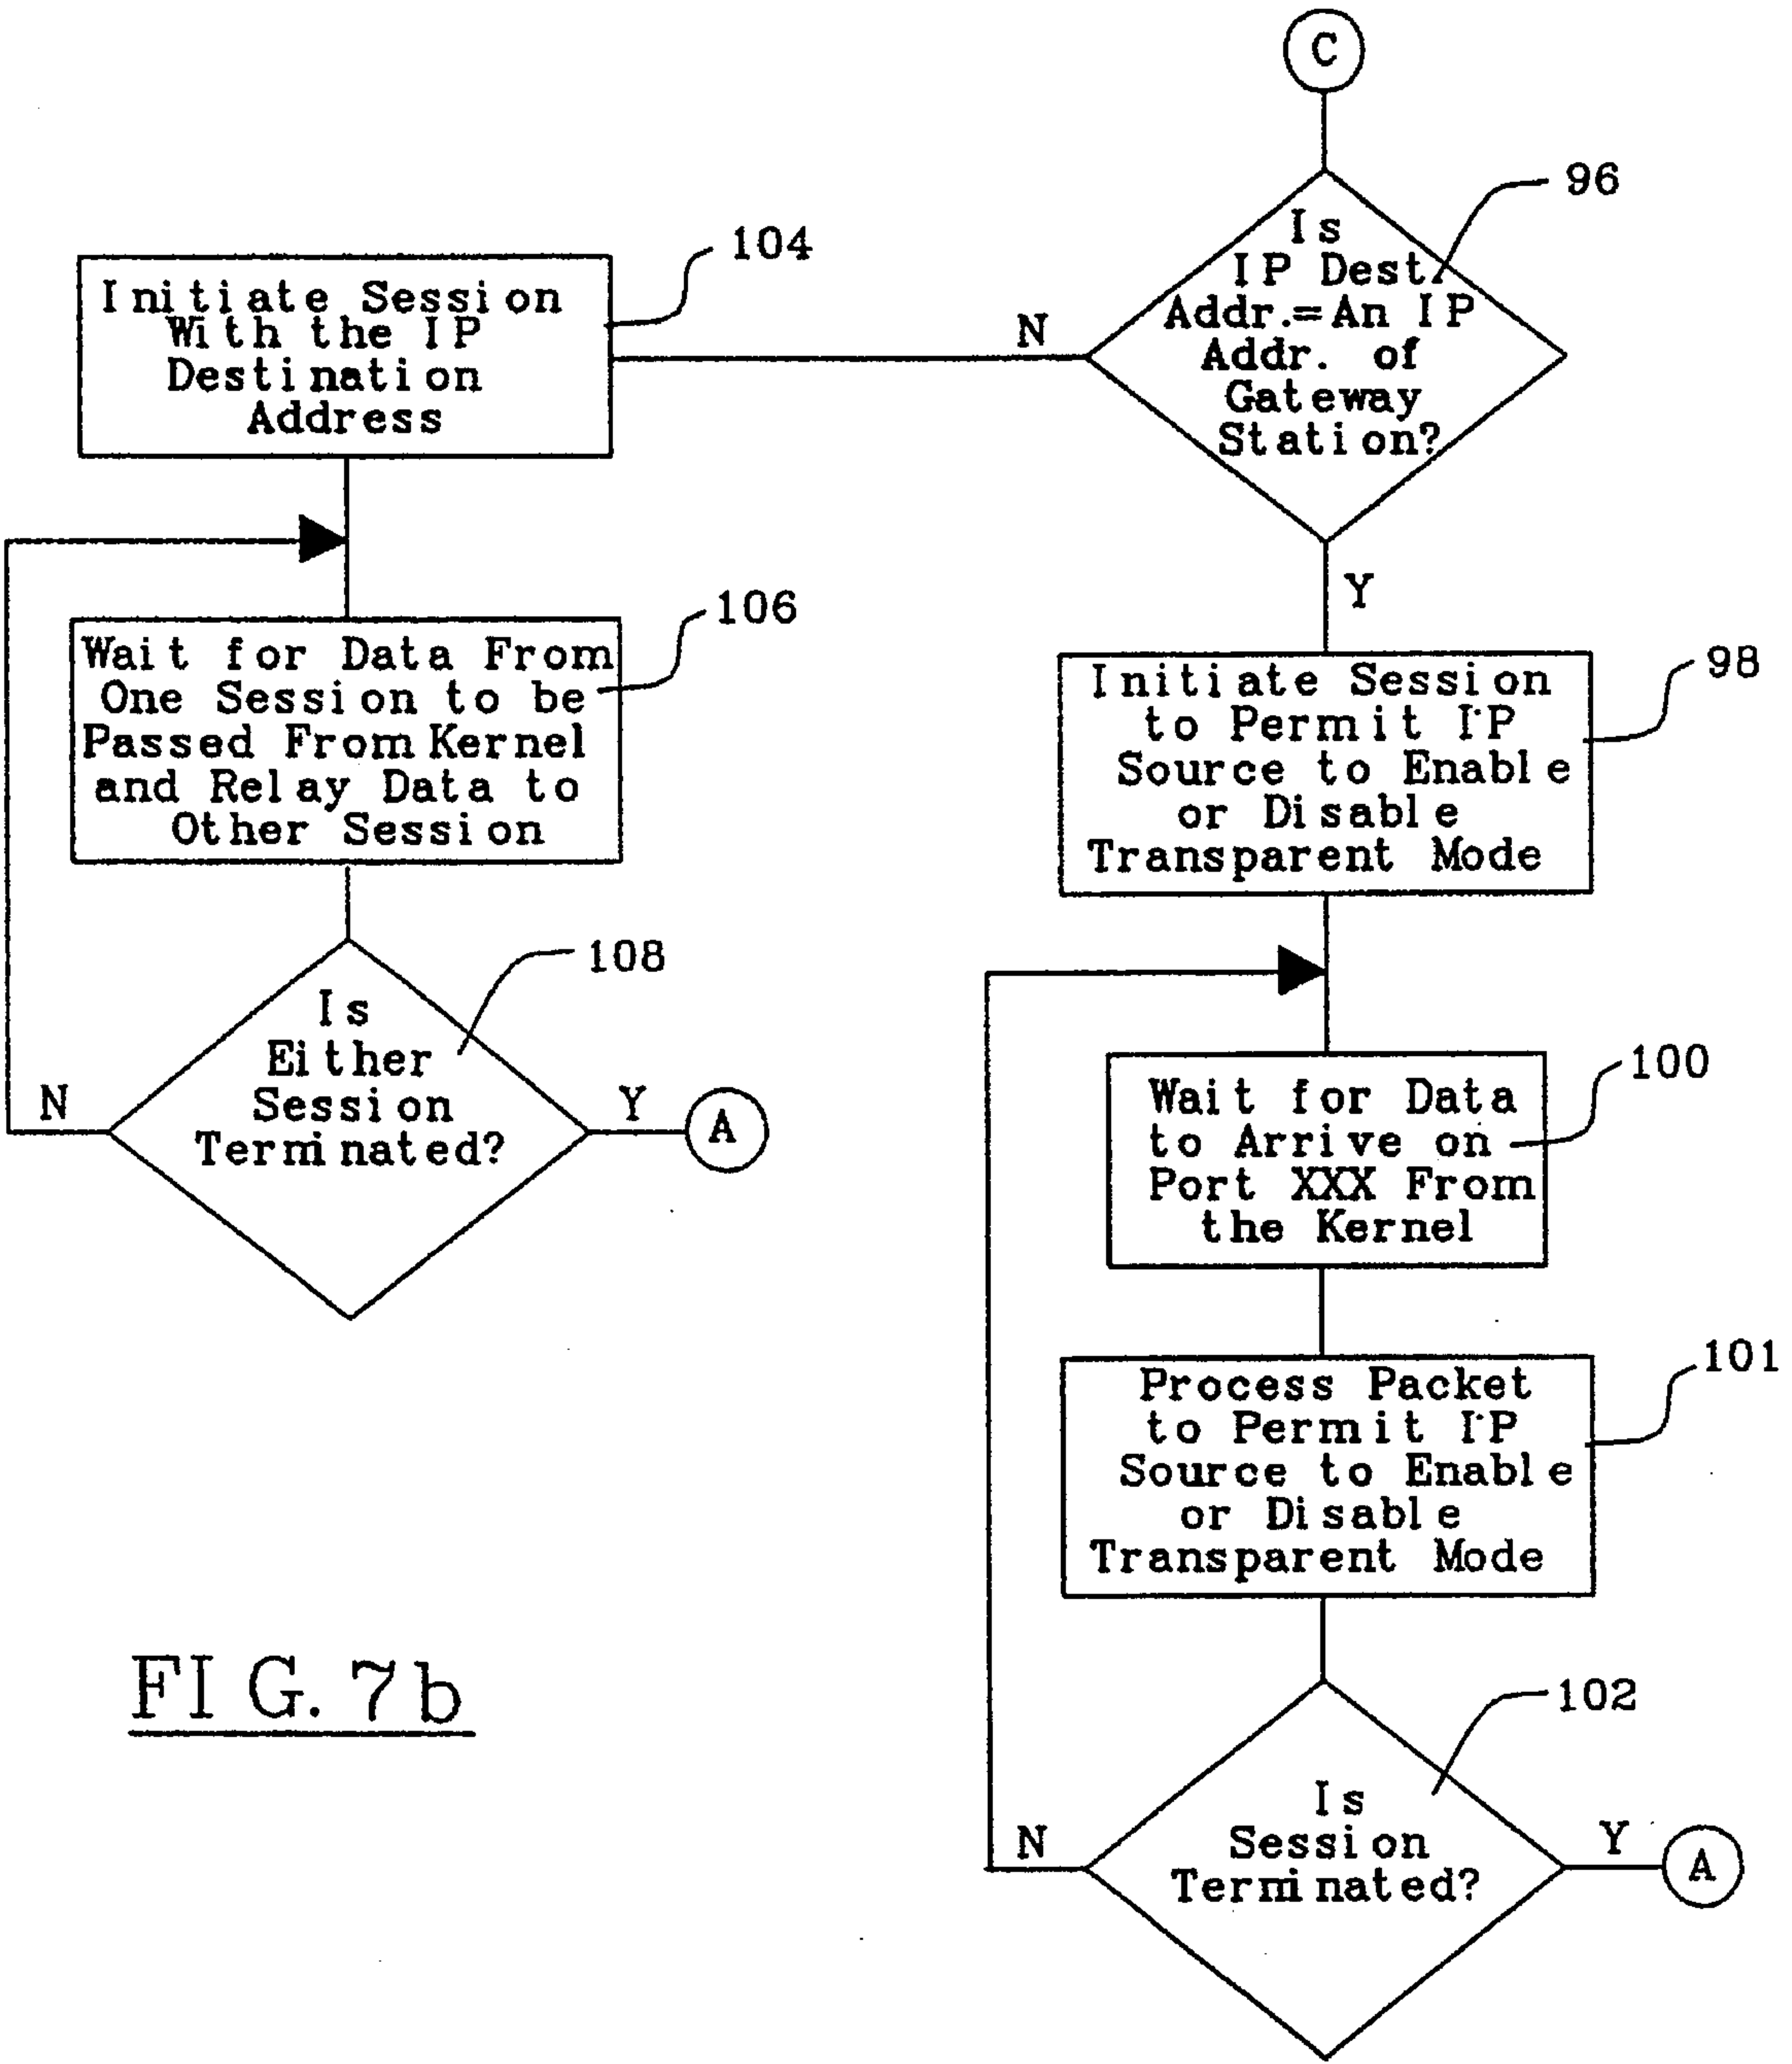 C
96
Is
IP Dest.
Addr.=An IP
Addr. of
Gateway
Station?
N
Y
104
Initiate Session
With the IP
Destination
Address
106
Wait for Data From
One Session to be
Passed From Kernel
and Relay Data to
Other Session
108
Is
Either
Session
Terminated?
N
Y
A
98
Initiate Session
to Permit IP
Source to Enable
or Disable
Transparent Mode
100
Wait for Data
to Arrive on
Port XXX From
the Kernel
101
Process Packet
to Permit IP
Source to Enable
or Disable
Transparent Mode
102
Is
Session
Terminated?
N
Y
A
FIG. 7b